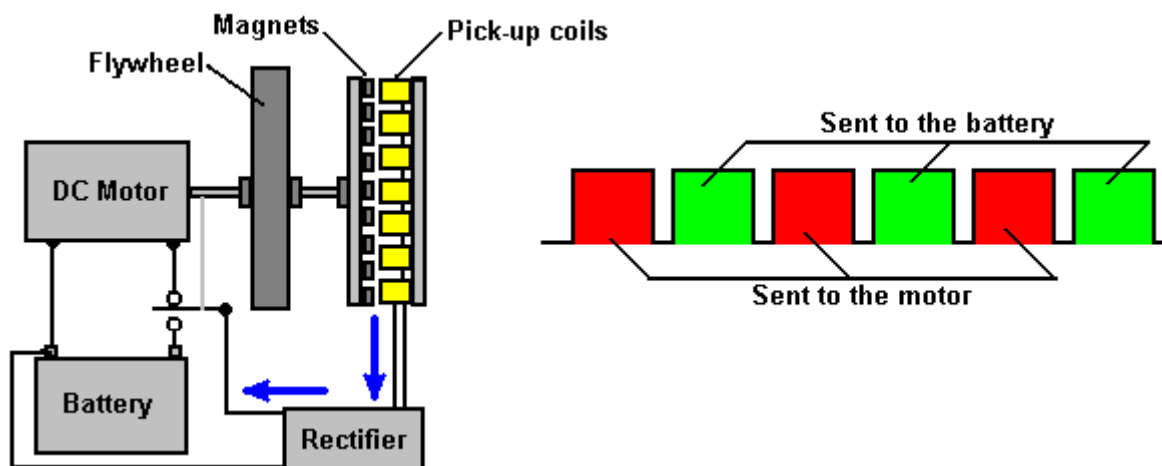 Magnets
Pick-up coils
Flywheel
DC Motor
Battery
Rectifier
Sent to the battery
Sent to the motor